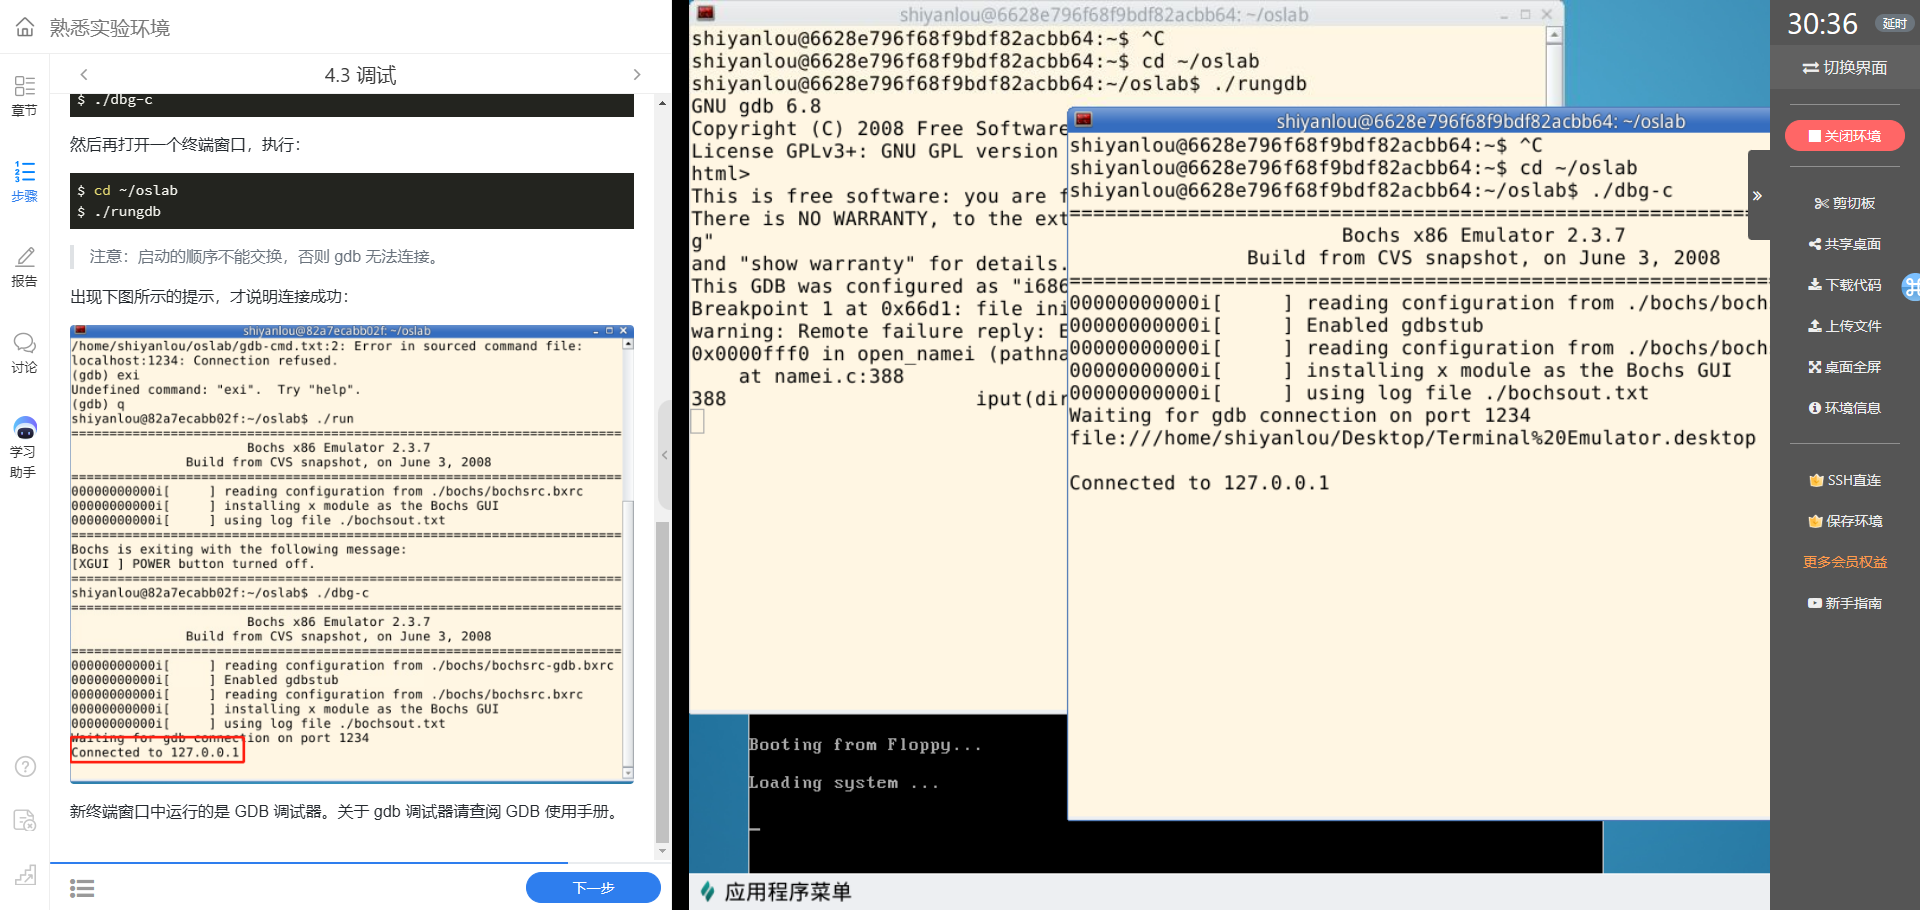 熟悉实验环境
章节
步骤
报告
讨论
学习
助手
4.3 调试
$ ./dbg-c
然后再打开一个终端窗口，执行：
$ cd ~/oslab
$ ./rungdb
注意：启动的顺序不能交换，否则 gdb 无法连接。
出现下图所示的提示，才说明连接成功：
shiyanlou@82a7ecabb02f: ~/oslab
/home/shiyanlou/oslab/gdb-cmd.txt:2: Error in sourced command file:
localhost:1234: Connection refused.
(gdb) exi
Undefined command: "exi".  Try "help".
(gdb) q
shiyanlou@82a7ecabb02f:~/oslab$ ./run
========================================================================
Bochs x86 Emulator 2.3.7
Build from CVS snapshot, on June 3, 2008
========================================================================
00000000000i[     ] reading configuration from ./bochs/bochsrc.bxrc
00000000000i[     ] installing x module as the Bochs GUI
00000000000i[     ] using log file ./bochsout.txt
========================================================================
Bochs is exiting with the following message:
[XGUI ] POWER button turned off.
========================================================================
shiyanlou@82a7ecabb02f:~/oslab$ ./dbg-c
========================================================================
Bochs x86 Emulator 2.3.7
Build from CVS snapshot, on June 3, 2008
========================================================================
00000000000i[     ] reading configuration from ./bochs/bochsrc-gdb.bxrc
00000000000i[     ] Enabled gdbstub
00000000000i[     ] reading configuration from ./bochs/bochsrc.bxrc
00000000000i[     ] installing x module as the Bochs GUI
00000000000i[     ] using log file ./bochsout.txt
Waiting for gdb connection on port 1234
Connected to 127.0.0.1
新终端窗口中运行的是 GDB 调试器。关于 gdb 调试器请查阅 GDB 使用手册。
下一步
shiyanlou@6628e796f68f9bdf82acbb64: ~/oslab
shiyanlou@6628e796f68f9bdf82acbb64:~$ ^C
shiyanlou@6628e796f68f9bdf82acbb64:~$ cd ~/oslab
shiyanlou@6628e796f68f9bdf82acbb64:~/oslab$ ./rungdb
GNU gdb 6.8
Copyright (C) 2008 Free Software
License GPLv3+: GNU GPL version
html>
This is free software: you are f
There is NO WARRANTY, to the ext
g"
and "show warranty" for details.
This GDB was configured as "i686
Breakpoint 1 at 0x66d1: file ini
warning: Remote failure reply: E
0x0000fff0 in open_namei (pathna
at namei.c:388
388 iput(dir
shiyanlou@6628e796f68f9bdf82acbb64: ~/oslab
shiyanlou@6628e796f68f9bdf82acbb64:~$ ^C
shiyanlou@6628e796f68f9bdf82acbb64:~$ cd ~/oslab
shiyanlou@6628e796f68f9bdf82acbb64:~/oslab$ ./dbg-c
==========================================================
Bochs x86 Emulator 2.3.7
Build from CVS snapshot, on June 3, 2008
==========================================================
00000000000i[     ] reading configuration from ./bochs/boch
00000000000i[     ] Enabled gdbstub
00000000000i[     ] reading configuration from ./bochs/boch
00000000000i[     ] installing x module as the Bochs GUI
00000000000i[     ] using log file ./bochsout.txt
Waiting for gdb connection on port 1234
file:///home/shiyanlou/Desktop/Terminal%20Emulator.desktop
Connected to 127.0.0.1
Booting from Floppy...
Loading system ...
应用程序菜单
30:36 延时
切换界面
关闭环境
剪切板
共享桌面
下载代码
上传文件
桌面全屏
环境信息
SSH直连
保存环境
更多会员权益
新手指南